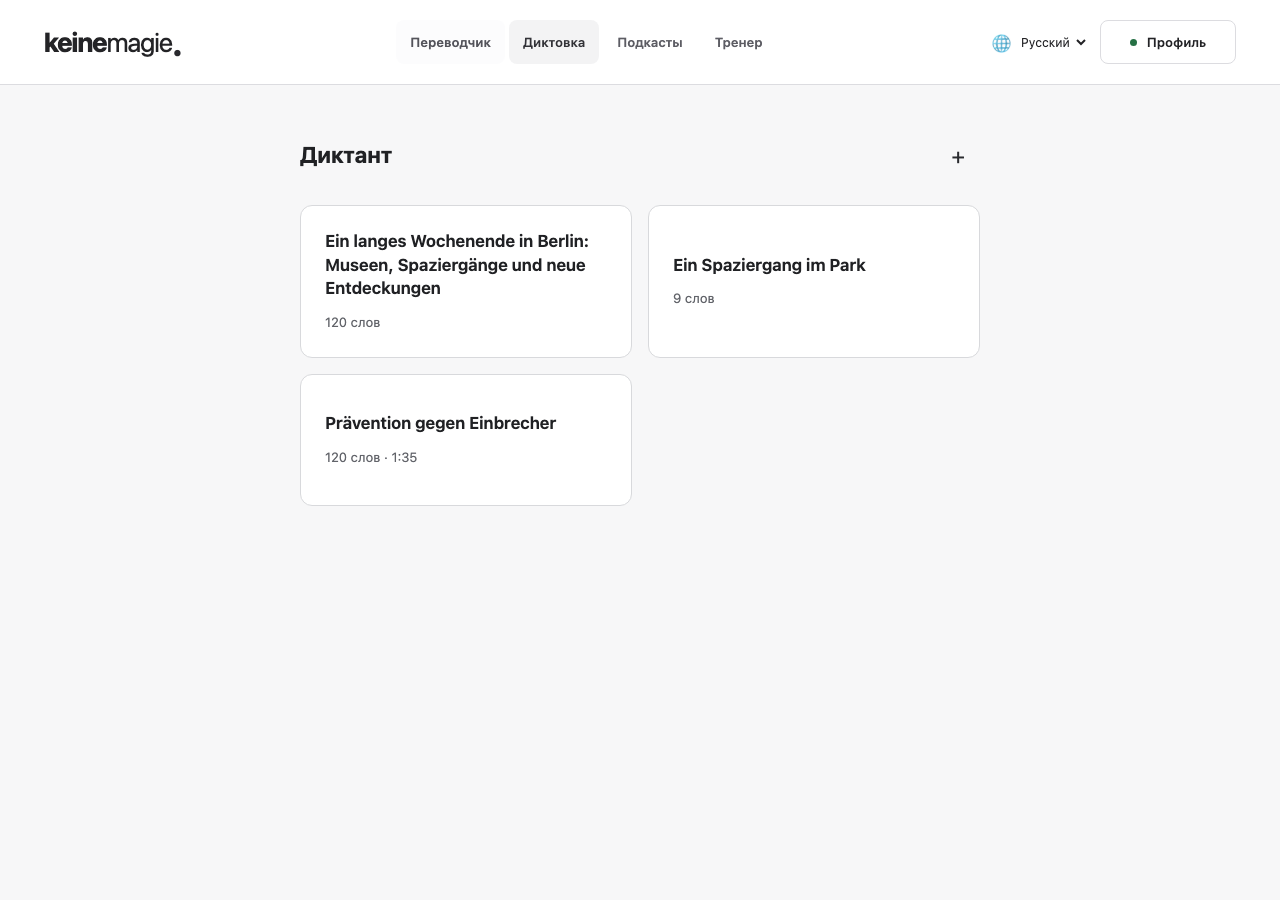 keinemagie.
Переводчик
Диктовка
Подкасты
Тренер
Русский
Профиль
Диктант
+
Ein langes Wochenende in Berlin:
Museen, Spaziergänge und neue
Entdeckungen
120 слов
Ein Spaziergang im Park
9 слов
Prävention gegen Einbrecher
120 слов · 1:35